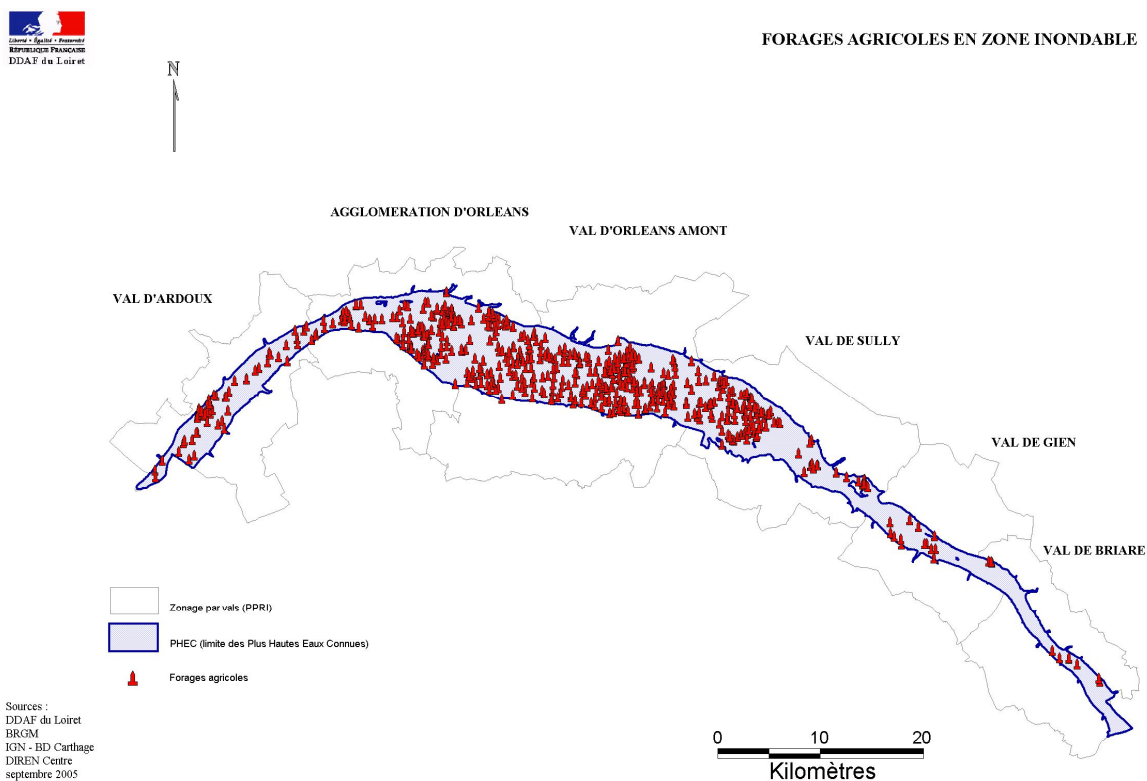 Liberté • Égalité • Fraternité
RÉPUBLIQUE FRANÇAISE
DDAF du Loiret
FORAGES AGRICOLES EN ZONE INONDABLE
N
AGGLOMERATION D'ORLEANS
VAL D'ORLEANS AMONT
VAL D'ARDOUX
VAL DE SULLY
VAL DE GIEN
VAL DE BRIARE
Zonage par vals (PPRI)
PHEC (limite des Plus Hautes Eaux Connues)
Forages agricoles
Sources :
DDAF du Loiret
BRGM
IGN - BD Carthage
DIREN Centre
septembre 2005
0 10 20
Kilomètres